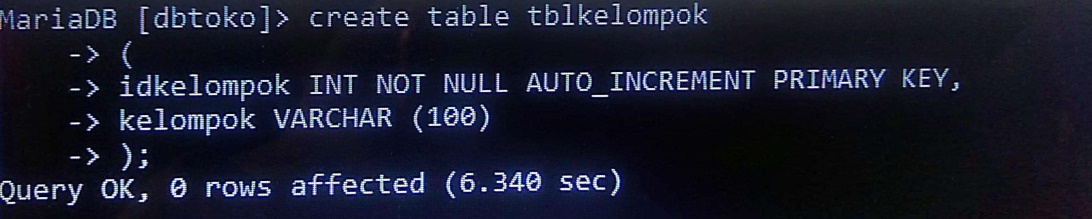 MariaDB [dbtoko]> create table tblkelompok
-> (
-> idkelompok INT NOT NULL AUTO_INCREMENT PRIMARY KEY,
-> kelompok VARCHAR (100)
-> );
Query OK, 0 rows affected (6.340 sec)